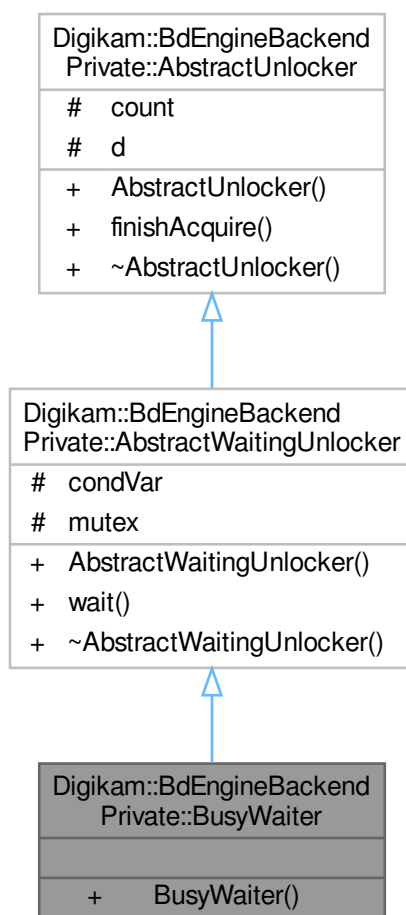 Digikam::BdEngineBackend
Private::AbstractUnlocker
# count
# d
+ AbstractUnlocker()
+ finishAcquire()
+ ~AbstractUnlocker()
Digikam::BdEngineBackend
Private::AbstractWaitingUnlocker
# condVar
# mutex
+ AbstractWaitingUnlocker()
+ wait()
+ ~AbstractWaitingUnlocker()
Digikam::BdEngineBackend
Private::BusyWaiter
+ BusyWaiter()